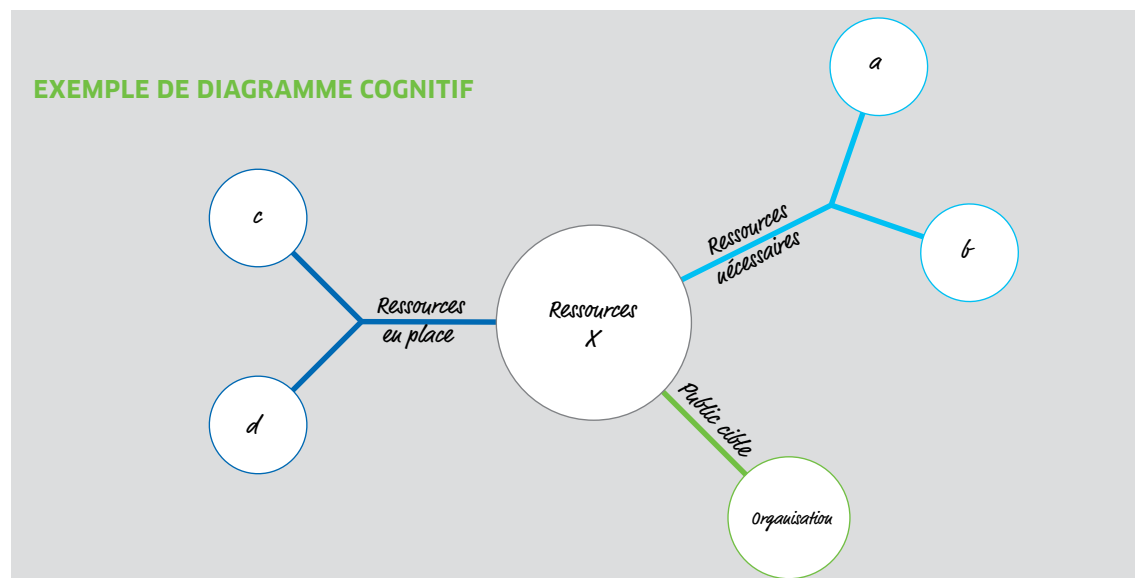 EXEMPLE DE DIAGRAMME COGNITIF
a
b
c
d
Ressources
nécessaires
Ressources
en place
Ressources
X
Public cible
Organisation